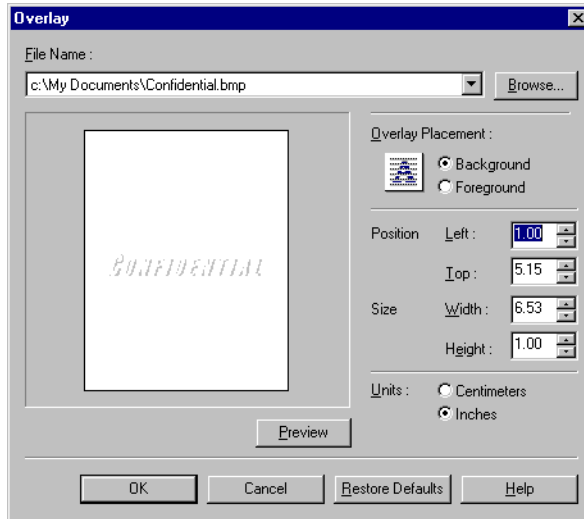 Overlay
File Name :
c:\My Documents\Confidential.bmp
Browse...
Overlay Placement :
Background
Foreground
CONFIDENTIAL
Position Left : 1.00
Top : 5.15
Size Width : 6.53
Height : 1.00
Units : Centimeters
Inches
Preview
OK Cancel Restore Defaults Help